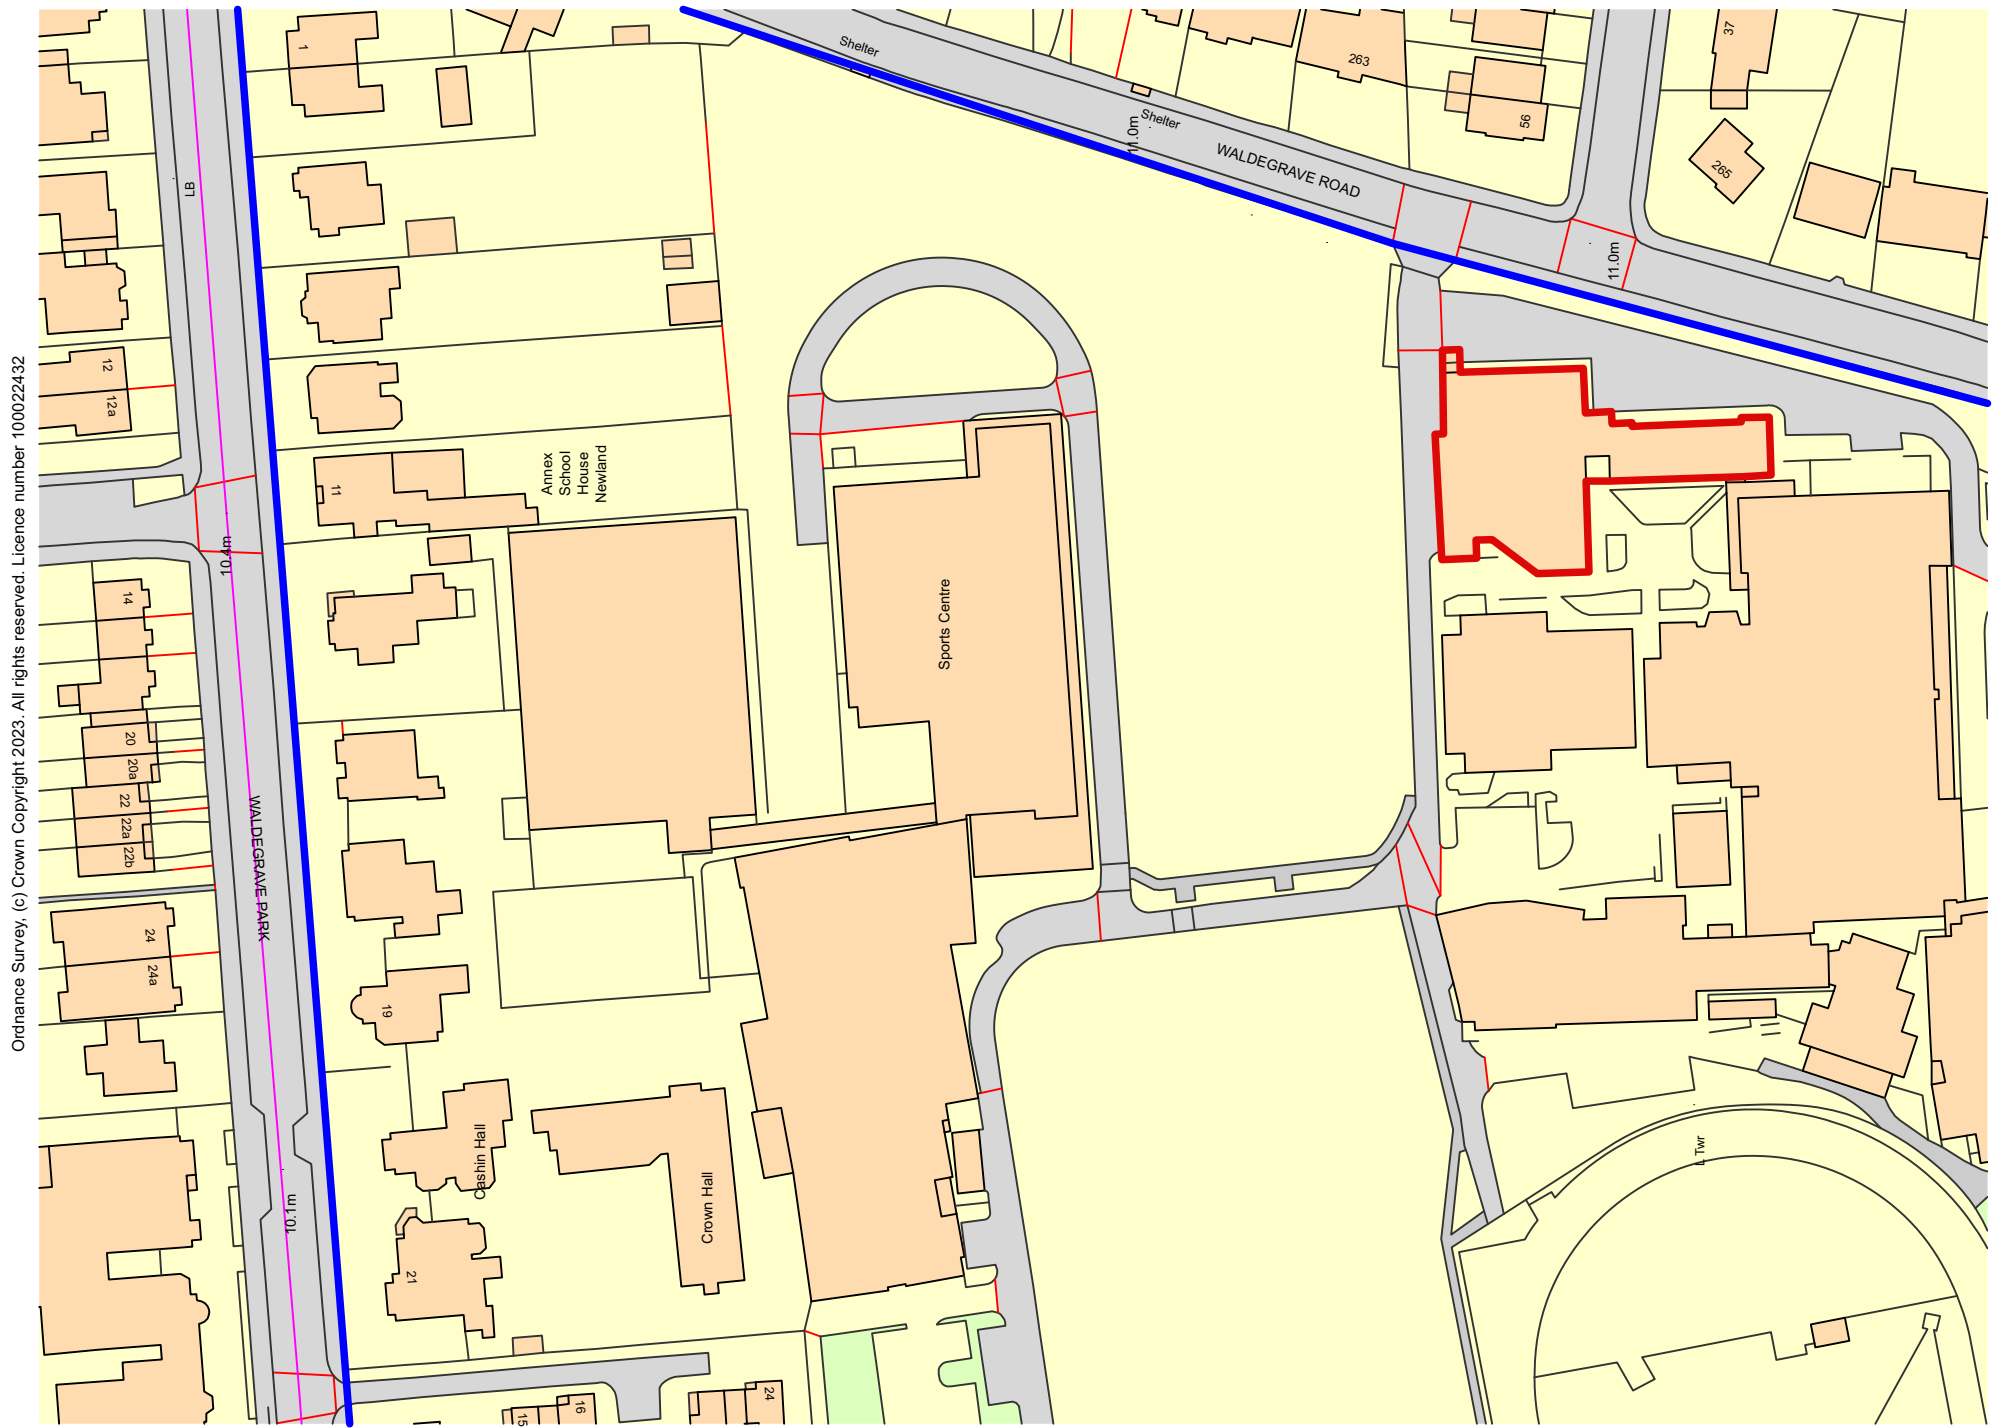 Ordnance Survey, (c) Crown Copyright 2023. All rights reserved. Licence number 100022432
1
Shelter
263
37
56
11.0m
Shelter
WALDEGRAVE ROAD
265
LB
11.0m
12
12a
11
Annex
School
House
Newland
10.4m
14
Sports Centre
20
20a
22
22a
22b
WALDEGRAVE PARK
24
24a
19
Cashin Hall
Crown Hall
L Twr
10.1m
21
15
16
24